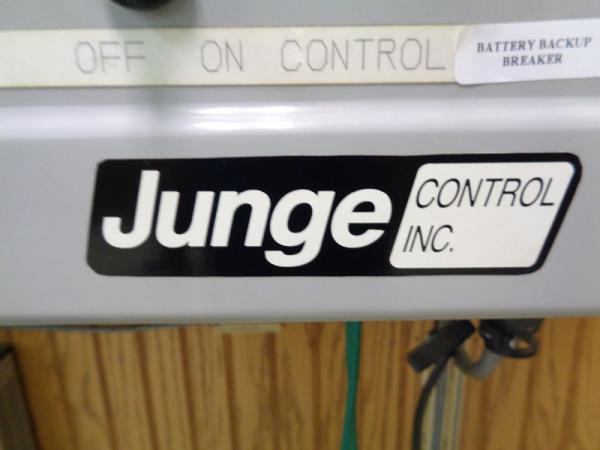 OFF ON CONTROL
BATTERY BACKUP
BREAKER
Junge
CONTROL
INC.